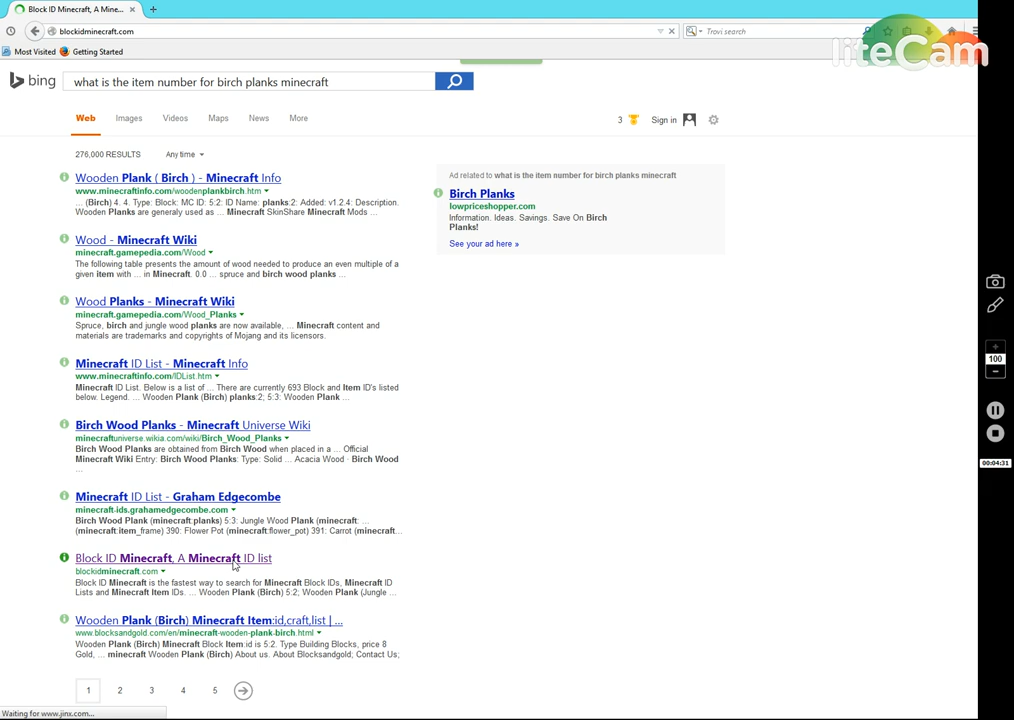 Block ID Minecraft, A Mine...
blockidminecraft.com
Trovi search
Most Visited Getting Started
liteCam
bing what is the item number for birch planks minecraft
Web Images Videos Maps News More
3 Sign in
276,000 RESULTS Any time
Wooden Plank ( Birch ) - Minecraft Info
www.minecraftinfo.com/woodenplankbirch.htm
... (Birch) 4. 4. Type: Block: MC ID: 5:2: ID Name: planks:2: Added: v1.2.4: Description.
Wooden Planks are generaly used as ... Minecraft SkinShare Minecraft Mods ...
Wood - Minecraft Wiki
minecraft.gamepedia.com/Wood
The following table presents the amount of wood needed to produce an even multiple of a
given item with ... in Minecraft. 0.0 ... spruce and birch wood planks ...
Wood Planks - Minecraft Wiki
minecraft.gamepedia.com/Wood_Planks
Spruce, birch and jungle wood planks are now available, ... Minecraft content and
materials are trademarks and copyrights of Mojang and its licensors.
Minecraft ID List - Minecraft Info
www.minecraftinfo.com/IDList.htm
Minecraft ID List. Below is a list of ... There are currently 693 Block and Item ID's listed
below. Legend. ... Wooden Plank (Birch) planks:2; 5:3: Wooden Plank ...
Birch Wood Planks - Minecraft Universe Wiki
minecraftuniverse.wikia.com/wiki/Birch_Wood_Planks
Birch Wood Planks are obtained from Birch Wood when placed in a ... Official
Minecraft Wiki Entry: Birch Wood Planks: Type: Solid ... Acacia Wood · Birch Wood
...
Minecraft ID List - Graham Edgecombe
minecraft-ids.grahamedgecombe.com
Birch Wood Plank (minecraft:planks) 5:3: Jungle Wood Plank (minecraft: ...
(minecraft:item_frame) 390: Flower Pot (minecraft:flower_pot) 391: Carrot (minecraft...
Block ID Minecraft, A Minecraft ID list
blockidminecraft.com
Block ID Minecraft is the fastest way to search for Minecraft Block IDs, Minecraft ID
Lists and Minecraft Item IDs. ... Wooden Plank (Birch) 5:2; Wooden Plank (Jungle ...
Wooden Plank (Birch) Minecraft Item:id,craft,list | ...
www.blocksandgold.com/en/minecraft-wooden-plank-birch.html
Wooden Plank (Birch) Minecraft Block Item:id is 5:2. Type Building Blocks, price 8
Gold, ... minecraft Wooden Plank (Birch) About us. About Blocksandgold; Contact Us;
1 2 3 4 5
Ad related to what is the item number for birch planks minecraft
Birch Planks
lowpriceshopper.com
Information. Ideas. Savings. Save On Birch
Planks!
See your ad here »
100
00:04:31
Waiting for www.jinx.com...